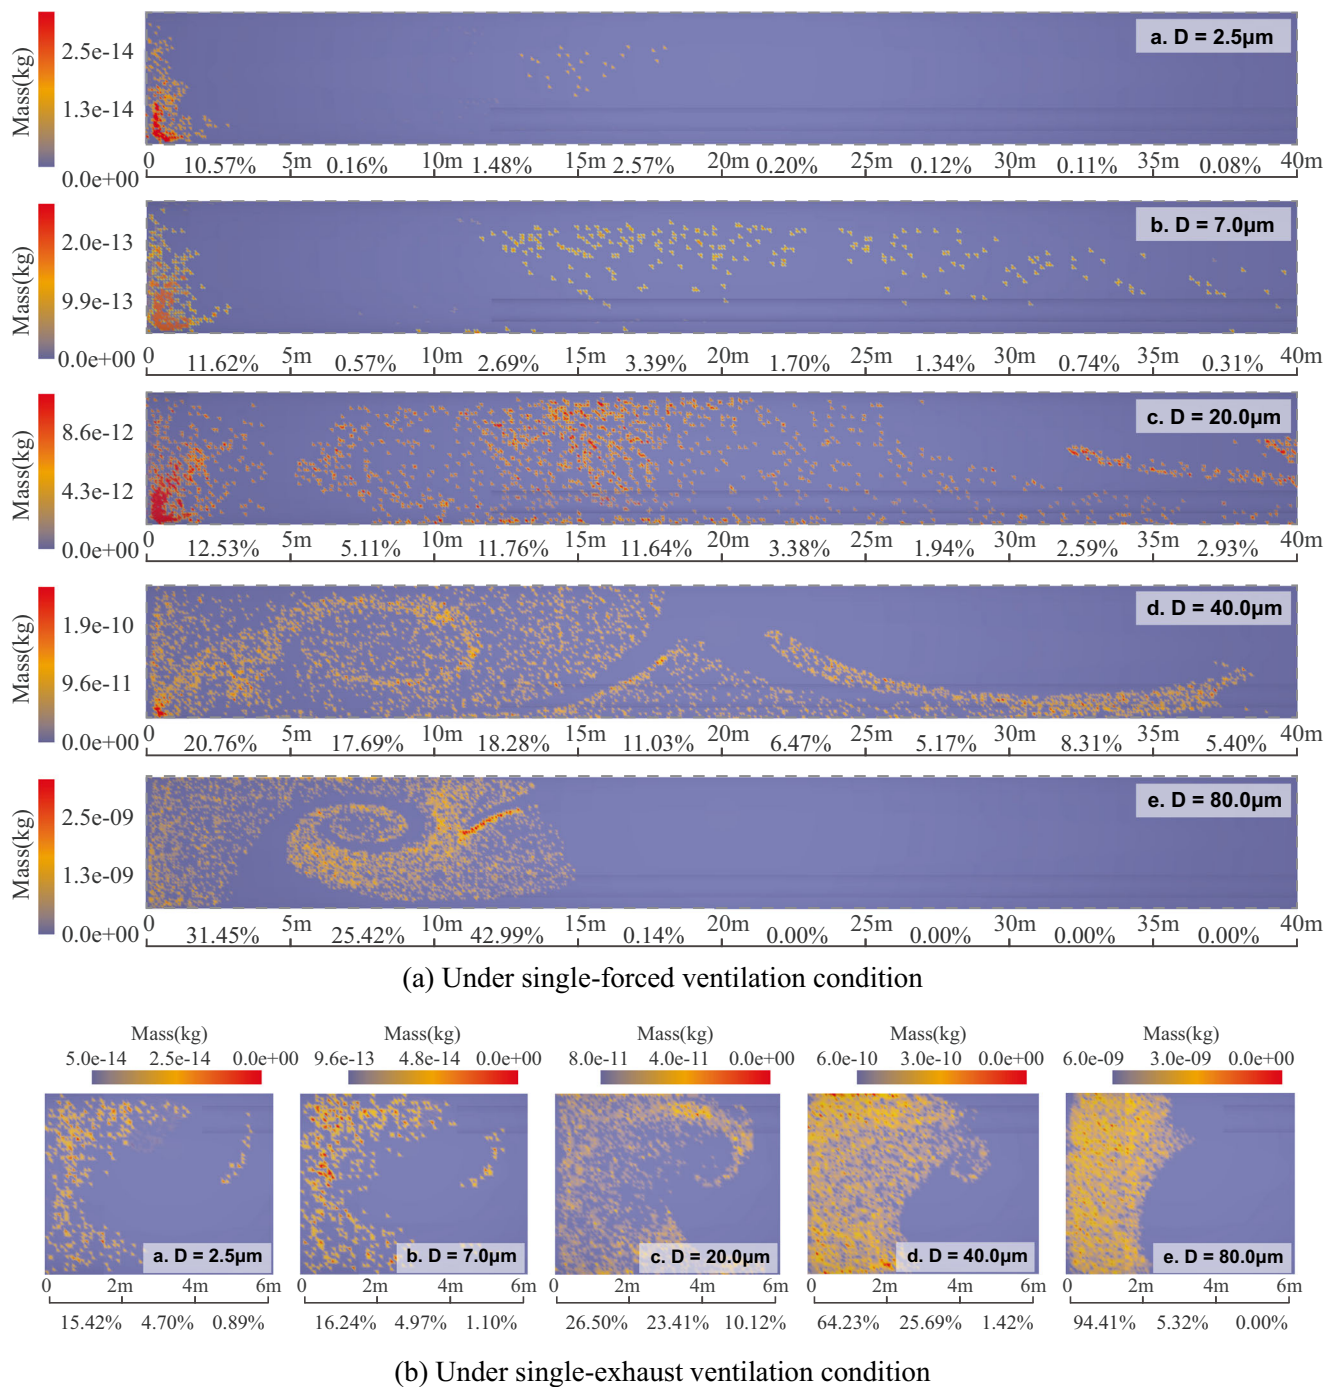 Mass(kg)
2.5e-14
1.3e-14
0.0e+00
a. D = 2.5μm
0 5m 10m 15m 20m 25m 30m 35m 40m
10.57% 0.16% 1.48% 2.57% 0.20% 0.12% 0.11% 0.08%
Mass(kg)
2.0e-13
9.9e-13
0.0e+00
b. D = 7.0μm
0 5m 10m 15m 20m 25m 30m 35m 40m
11.62% 0.57% 2.69% 3.39% 1.70% 1.34% 0.74% 0.31%
Mass(kg)
8.6e-12
4.3e-12
0.0e+00
c. D = 20.0μm
0 5m 10m 15m 20m 25m 30m 35m 40m
12.53% 5.11% 11.76% 11.64% 3.38% 1.94% 2.59% 2.93%
Mass(kg)
1.9e-10
9.6e-11
0.0e+00
d. D = 40.0μm
0 5m 10m 15m 20m 25m 30m 35m 40m
20.76% 17.69% 18.28% 11.03% 6.47% 5.17% 8.31% 5.40%
Mass(kg)
2.5e-09
1.3e-09
0.0e+00
e. D = 80.0μm
0 5m 10m 15m 20m 25m 30m 35m 40m
31.45% 25.42% 42.99% 0.14% 0.00% 0.00% 0.00% 0.00%
(a) Under single-forced ventilation condition
Mass(kg)
5.0e-14 2.5e-14 0.0e+00
a. D = 2.5μm
0 2m 4m 6m
15.42% 4.70% 0.89%
Mass(kg)
9.6e-13 4.8e-14 0.0e+00
b. D = 7.0μm
0 2m 4m 6m
16.24% 4.97% 1.10%
Mass(kg)
8.0e-11 4.0e-11 0.0e+00
c. D = 20.0μm
0 2m 4m 6m
26.50% 23.41% 10.12%
Mass(kg)
6.0e-10 3.0e-10 0.0e+00
d. D = 40.0μm
0 2m 4m 6m
64.23% 25.69% 1.42%
Mass(kg)
6.0e-09 3.0e-09 0.0e+00
e. D = 80.0μm
0 2m 4m 6m
94.41% 5.32% 0.00%
(b) Under single-exhaust ventilation condition